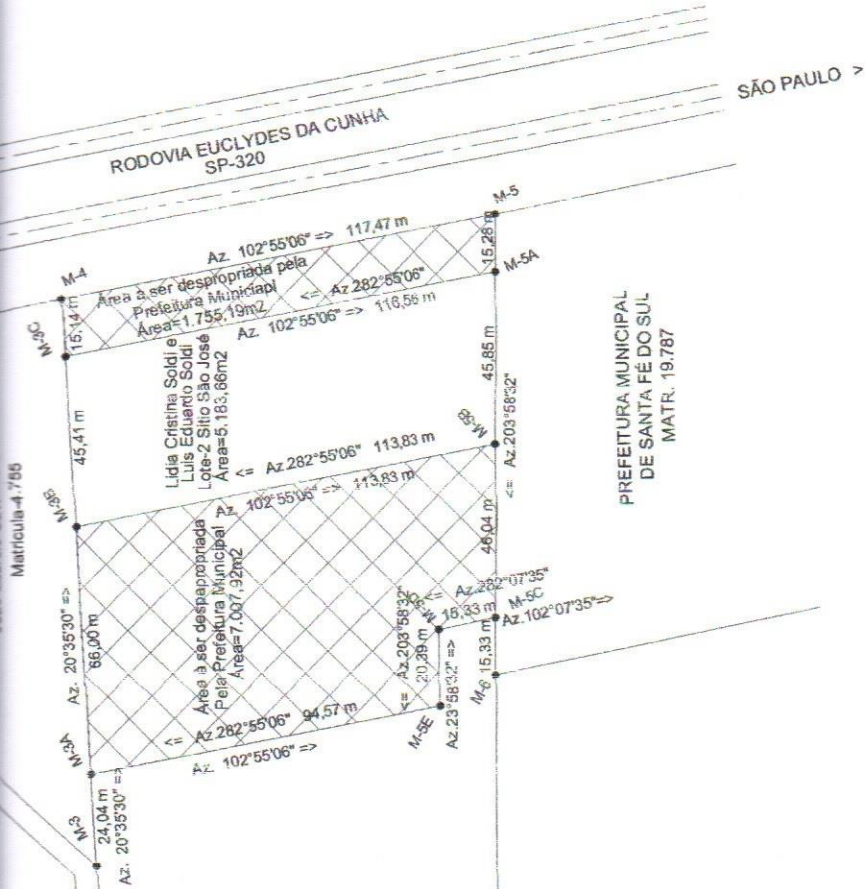 SÃO PAULO >
RODOVIA EUCLYDES DA CUNHA
SP-320
M-5
Az. 102°55'06" => 117,47 m
15,28 m
M-4
M-5A
Área à ser despropriada pela
Prefeitura Municiapl
Área=1.755,19m2
<= Az.282°55'06"
Az. 102°55'06" => 116,56 m
15,14 m
M-3C
Lidia Cristina Soldi e
Luis Eduardo Soldi
Lote-2 Sitio São José
Área=5.183,66m2
45,41 m
45,85 m
<= Az.203°58'32"
PREFEITURA MUNICIPAL
DE SANTA FÉ DO SUL
MATR. 19.787
Matricula-4.755
M-3B
<= Az.282°55'06" 113,83 m
Az. 102°55'06" => 113,83 m
M-5B
Área à ser despapropriada
Pela Prefeitura Municipal
Área=7.007,92m2
Az. 20°35'30" =>
66,00 m
46,04 m
<= Az.203°58'32"
20,39 m
Az.23°58'32" =>
<= Az.282°07'35"
15,33 m
M-5C
Az.102°07'35"=>
15,33 m
M-6
M-5E
<= Az.282°55'06" 94,57 m
Az. 102°55'06" =>
M-3A
M-3
24,04 m
Az. 20°35'30" =>